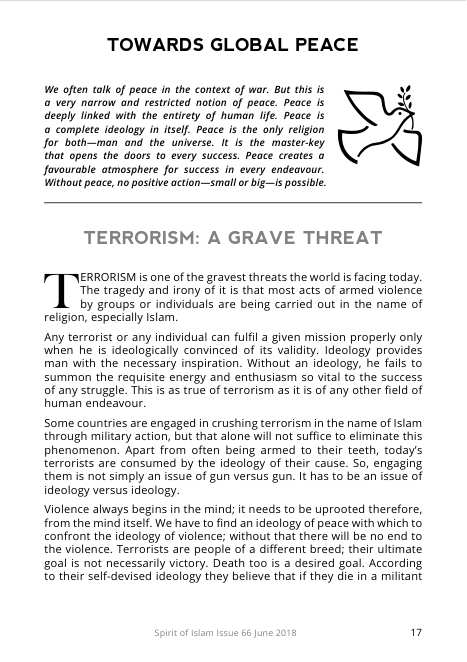 TOWARDS GLOBAL PEACE
We often talk of peace in the context of war. But this is
a very narrow and restricted notion of peace. Peace is
deeply linked with the entirety of human life. Peace is
a complete ideology in itself. Peace is the only religion
for both—man and the universe. It is the master-key
that opens the doors to every success. Peace creates a
favourable atmosphere for success in every endeavour.
Without peace, no positive action—small or big—is possible.
TERRORISM: A GRAVE THREAT
TERRORISM is one of the gravest threats the world is facing today.
The tragedy and irony of it is that most acts of armed violence
by groups or individuals are being carried out in the name of
religion, especially Islam.
Any terrorist or any individual can fulfil a given mission properly only
when he is ideologically convinced of its validity. Ideology provides
man with the necessary inspiration. Without an ideology, he fails to
summon the requisite energy and enthusiasm so vital to the success
of any struggle. This is as true of terrorism as it is of any other field of
human endeavour.
Some countries are engaged in crushing terrorism in the name of Islam
through military action, but that alone will not suffice to eliminate this
phenomenon. Apart from often being armed to their teeth, today's
terrorists are consumed by the ideology of their cause. So, engaging
them is not simply an issue of gun versus gun. It has to be an issue of
ideology versus ideology.
Violence always begins in the mind; it needs to be uprooted therefore,
from the mind itself. We have to find an ideology of peace with which to
confront the ideology of violence; without that there will be no end to
the violence. Terrorists are people of a different breed; their ultimate
goal is not necessarily victory. Death too is a desired goal. According
to their self-devised ideology they believe that if they die in a militant
Spirit of Islam Issue 66 June 2018
17